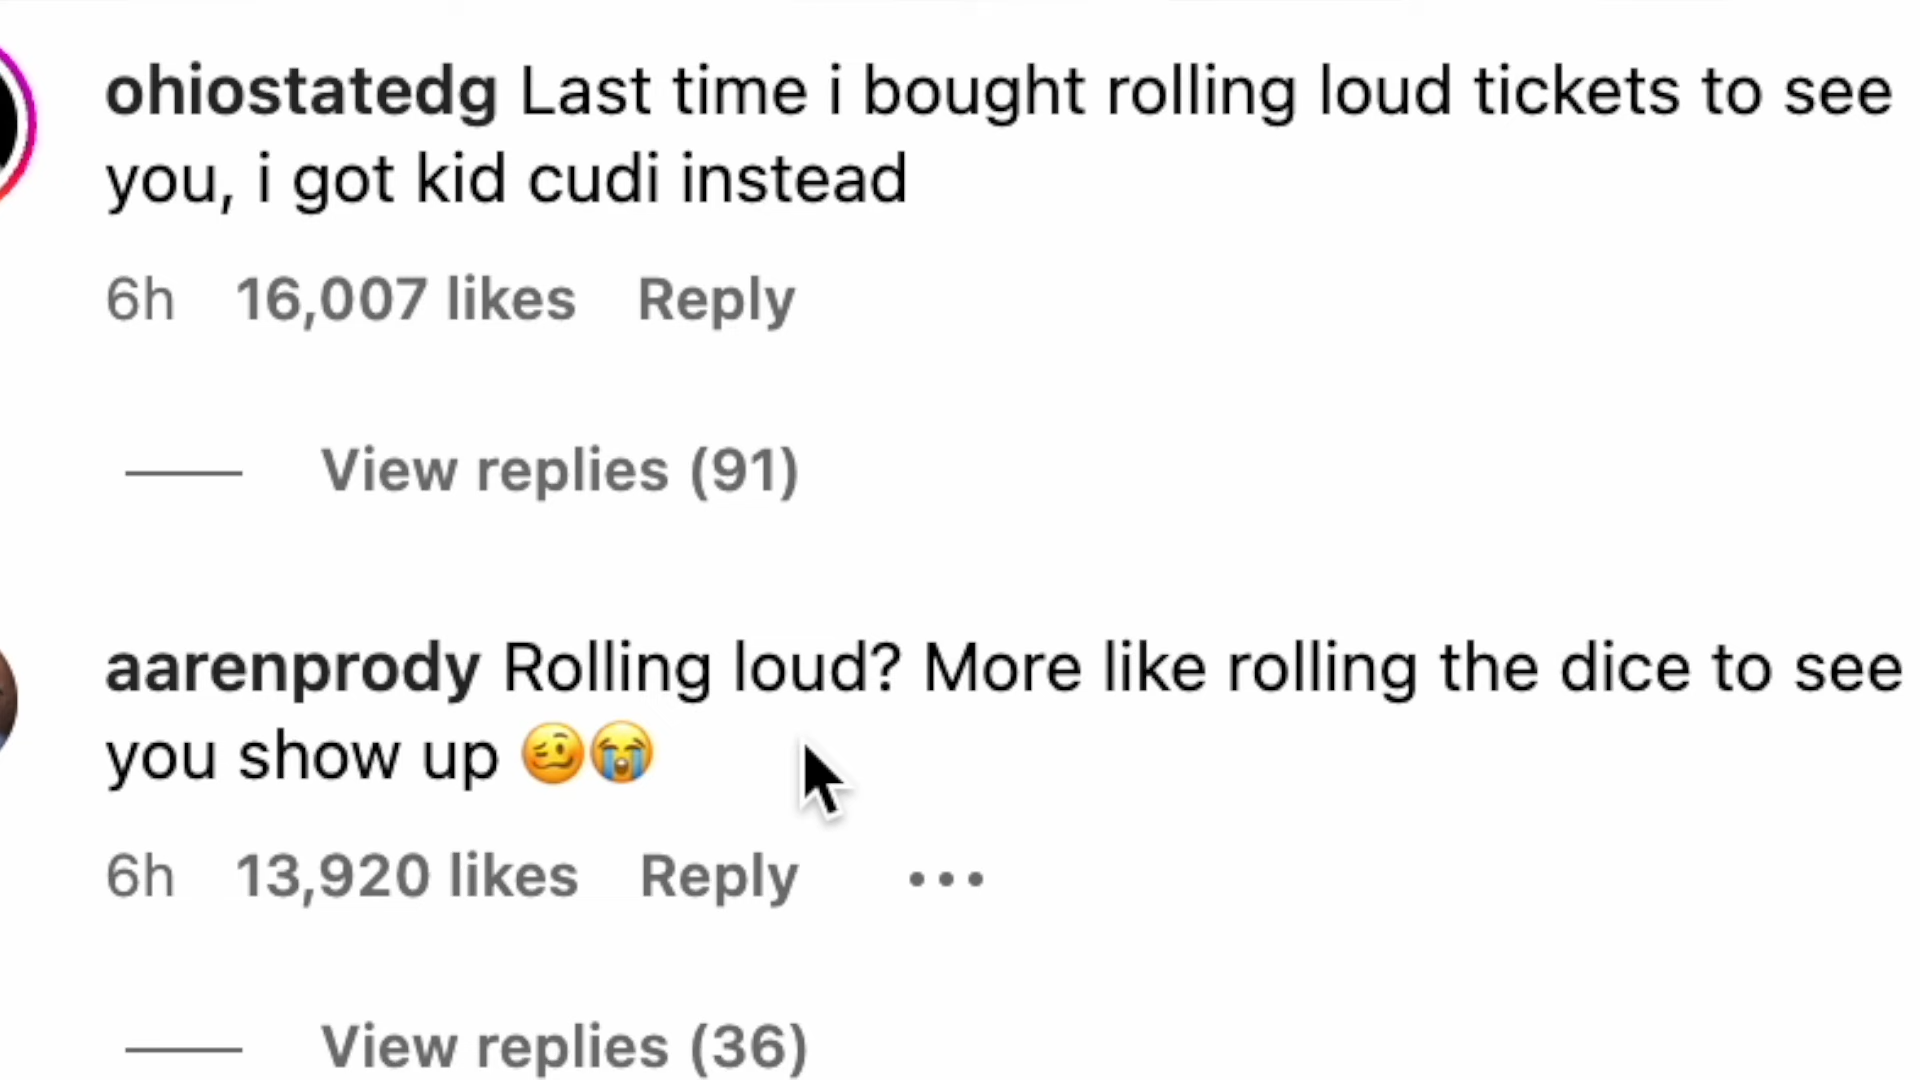 ohiostatedg Last time i bought rolling loud tickets to see
you, i got kid cudi instead
6h 16,007 likes Reply
View replies (91)
aarenprody Rolling loud? More like rolling the dice to see
you show up 🥴😭
6h 13,920 likes Reply ...
View replies (36)